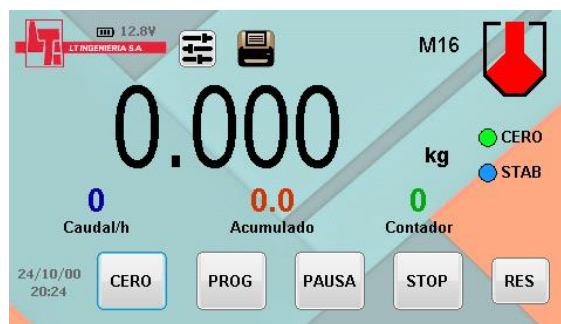 12.8V
LT INGENIERIA S.A.
M16
0.000
kg
CERO
STAB
0
0.0
0
Caudal/h
Acumulado
Contador
24/10/00
20:24
CERO
PROG
PAUSA
STOP
RES